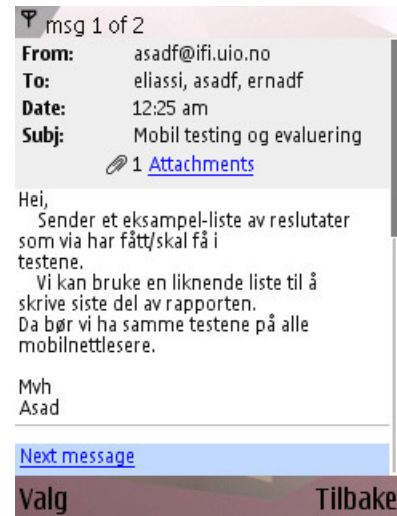 msg 1 of 2
From: asadf@ifi.uio.no
To: eliassi, asadf, ernadf
Date: 12:25 am
Subj: Mobil testing og evaluering
1 Attachments
Hei,
Sender et eksampel-liste av reslutater
som via har fått/skal få i
testene.
Vi kan bruke en liknende liste til å
skrive siste del av rapporten.
Da bør vi ha samme testene på alle
mobilnettlesere.
Mvh
Asad
Next message
Valg Tilbake